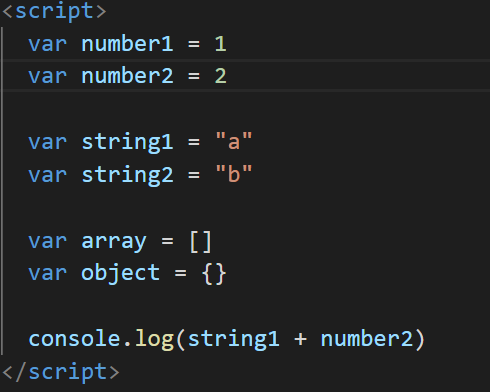 <script>
var number1 = 1
var number2 = 2
var string1 = "a"
var string2 = "b"
var array = []
var object = {}
console.log(string1 + number2)
</script>